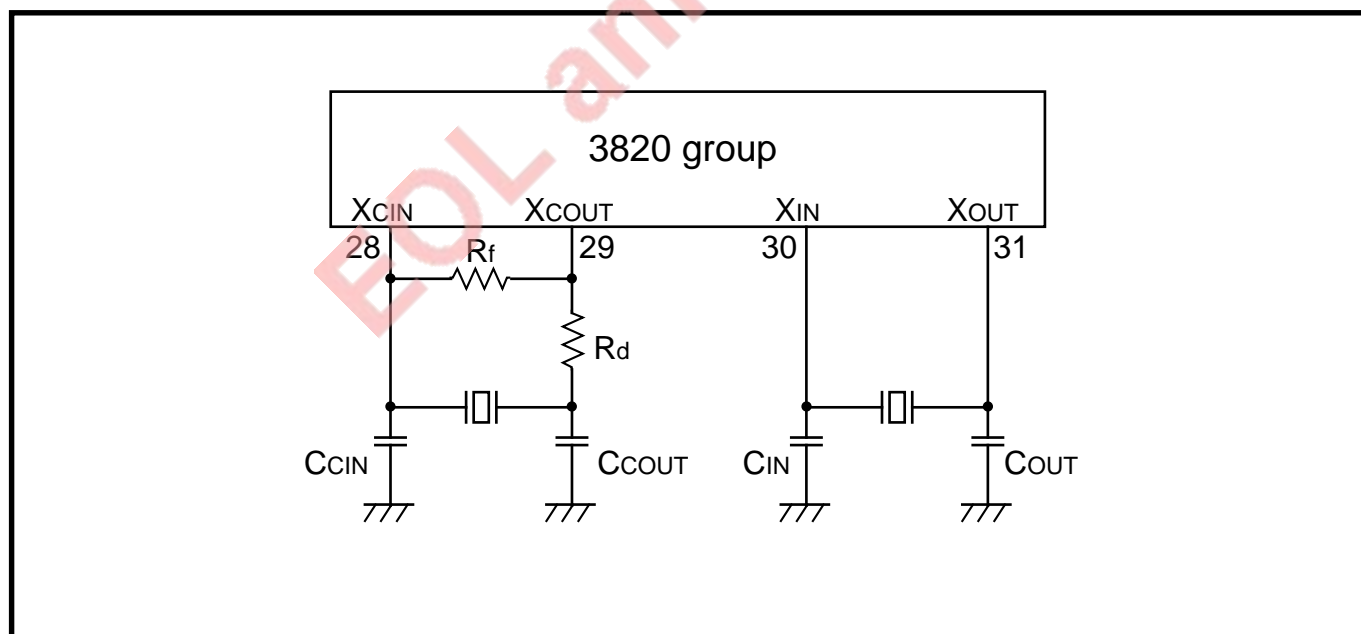 EOL an
3820 group
XCIN XCOUT XIN XOUT
28 29 30 31
Rf
Rd
CCIN CCOUT CIN COUT